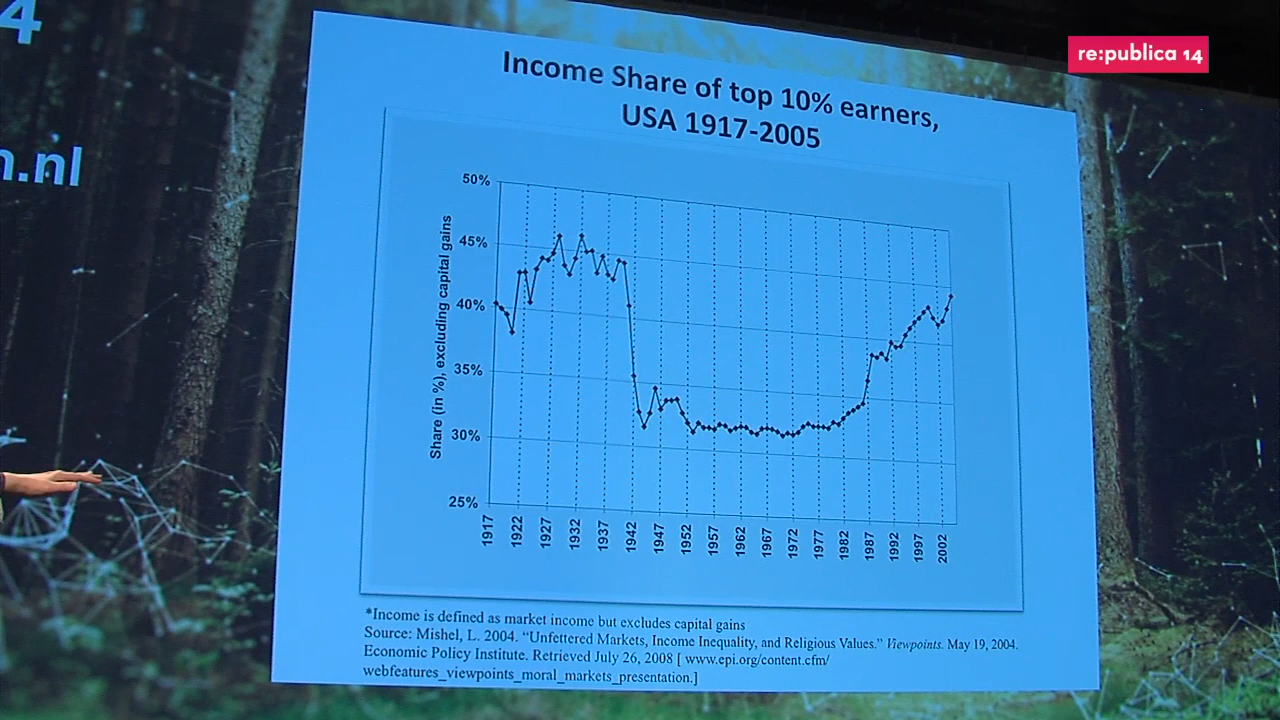 4
n.nl
re:publica 14
Income Share of top 10% earners,
USA 1917-2005
Share (in %), excluding capital gains
50%
45%
40%
35%
30%
25%
1917
1922
1927
1932
1937
1942
1947
1952
1957
1962
1967
1972
1977
1982
1987
1992
1997
2002
*Income is defined as market income but excludes capital gains
Source: Mishel, L. 2004. “Unfettered Markets, Income Inequality, and Religious Values.” Viewpoints. May 19, 2004.
Economic Policy Institute. Retrieved July 26, 2008 [ www.epi.org/content.cfm/
webfeatures_viewpoints_moral_markets_presentation.]